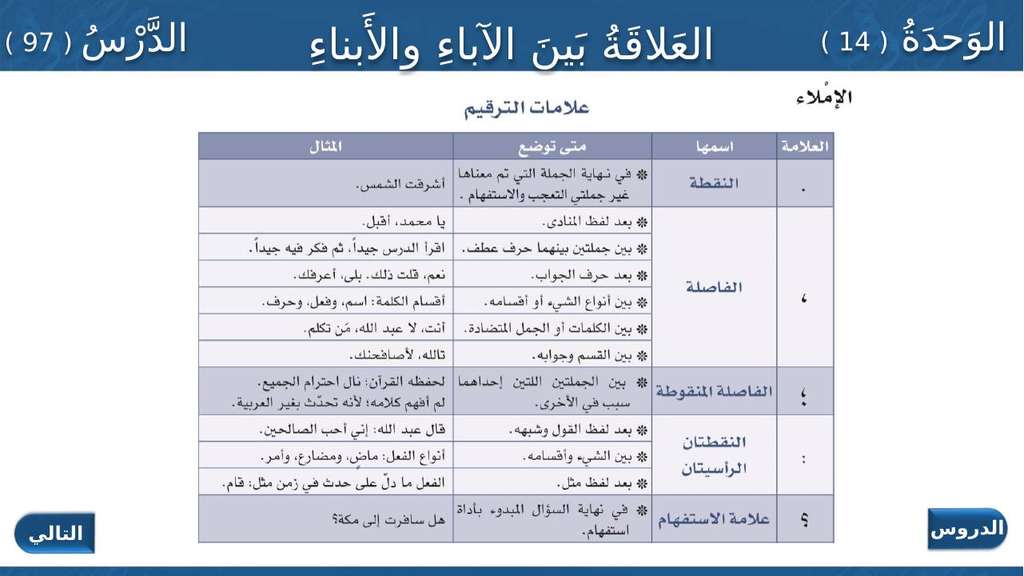 الوَحدَةُ ( 14 )
العَلاقَةُ بَينَ الآباءِ والأَبناءِ
الدَّرْسُ ( 97 )
الإمْلاء
علامات الترقيم
العلامة اسمها متى توضع المثال
. النقطة ❊ في نهاية الجملة التي تم معناها غير جملتي التعجب والاستفهام . أشرقت الشمس.
، الفاصلة ❊ بعد لفظ المنادى. يا محمد، أقبل.
❊ بين جملتين بينهما حرف عطف. اقرأ الدرس جيداً، ثم فكر فيه جيداً.
❊ بعد حرف الجواب. نعم، قلت ذلك. بلى، أعرفك.
❊ بين أنواع الشيء أو أقسامه. أقسام الكلمة: اسم، وفعل، وحرف.
❊ بين الكلمات أو الجمل المتضادة. أنت، لا عبد الله، مَن تكلم.
❊ بين القسم وجوابه. تالله، لأصافحنك.
؛ الفاصلة المنقوطة ❊ بين الجملتين اللتين إحداهما سبب في الأخرى. لحفظه القرآن؛ نال احترام الجميع.
لم أفهم كلامه؛ لأنه تحدّث بغير العربية.
: النقطتان الرأسيتان ❊ بعد لفظ القول وشبهه. قال عبد الله: إني أحب الصالحين.
❊ بين الشيء وأقسامه. أنواع الفعل: ماضٍ، ومضارع، وأمر.
❊ بعد لفظ مثل. الفعل ما دلّ على حدث في زمن مثل: قام.
؟ علامة الاستفهام ❊ في نهاية السؤال المبدوء بأداة استفهام. هل سافرت إلى مكة؟
الدروس
التالي